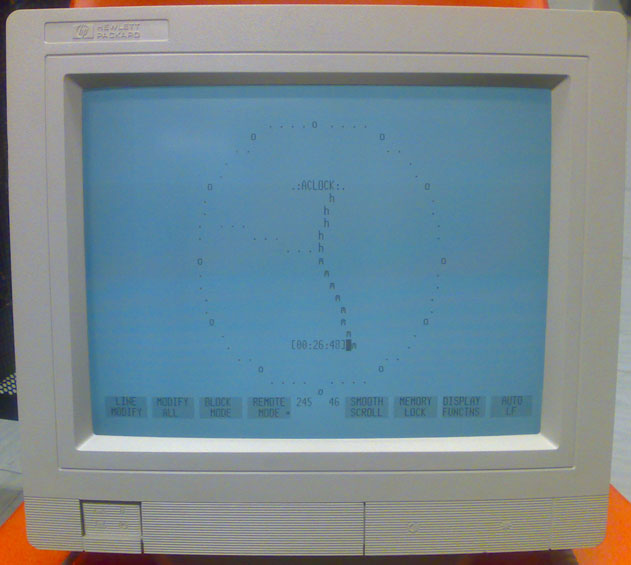 hp HEWLETT
PACKARD
.:ACLOCK:.
h
h
h
h
h
m
m
m
m
m
m
m
[00:26:48] m
LINE MODIFY
MODIFY ALL
BLOCK MODE
REMOTE MODE *
245 46
SMOOTH SCROLL
MEMORY LOCK
DISPLAY FUNCTNS
AUTO LF